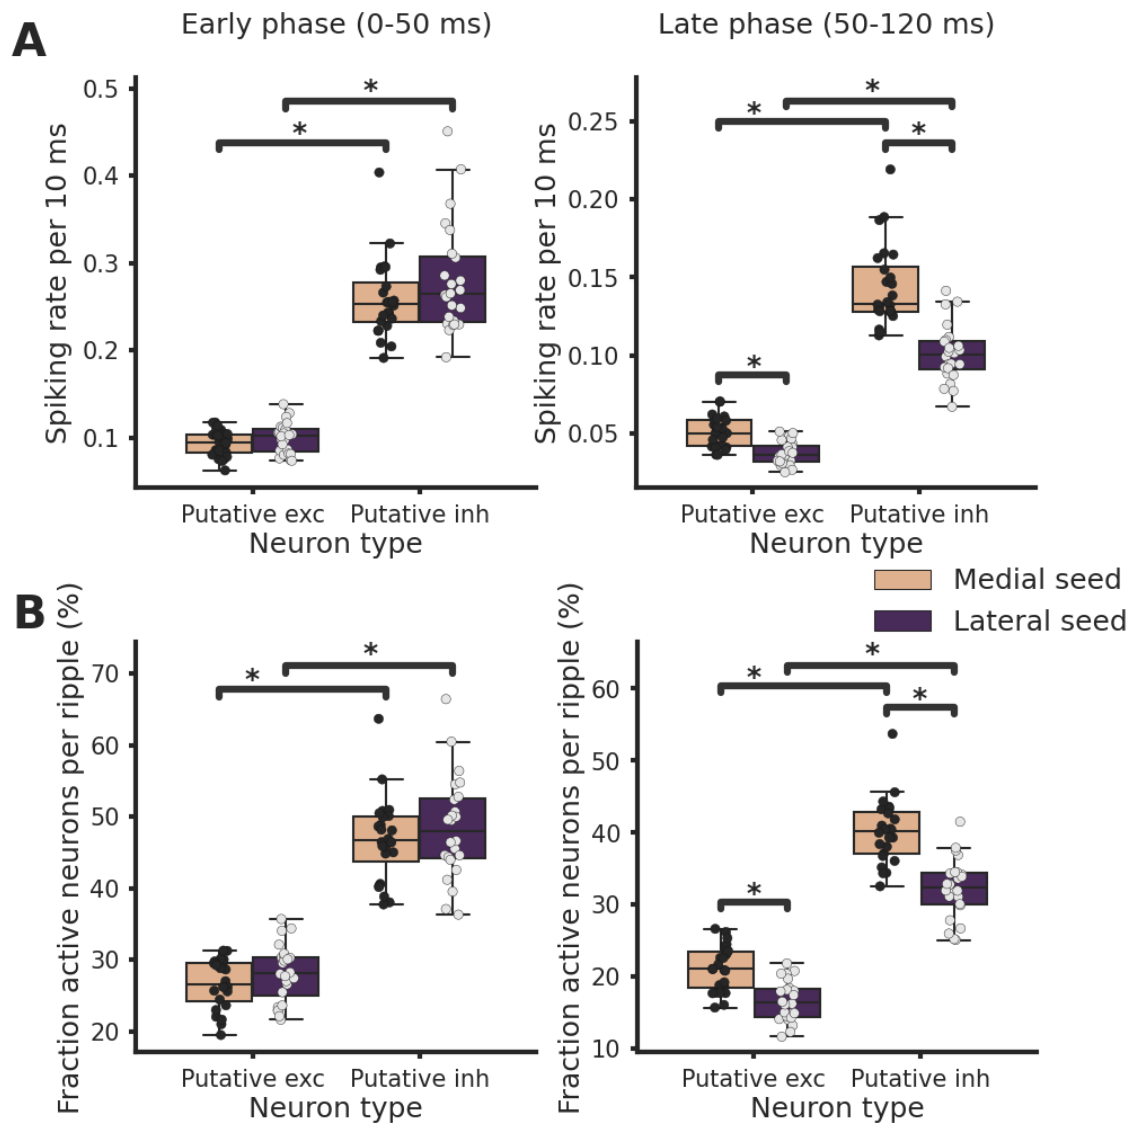 A
Early phase (0-50 ms)
Late phase (50-120 ms)
Spiking rate per 10 ms
0.5
0.4
0.3
0.2
0.1
*
*
Putative exc
Putative inh
Neuron type
Spiking rate per 10 ms
0.25
0.20
0.15
0.10
0.05
*
*
*
*
Putative exc
Putative inh
Neuron type
Medial seed
Lateral seed
B
Fraction active neurons per ripple (%)
70
60
50
40
30
20
*
*
Putative exc
Putative inh
Neuron type
Fraction active neurons per ripple (%)
60
50
40
30
20
10
*
*
*
*
Putative exc
Putative inh
Neuron type